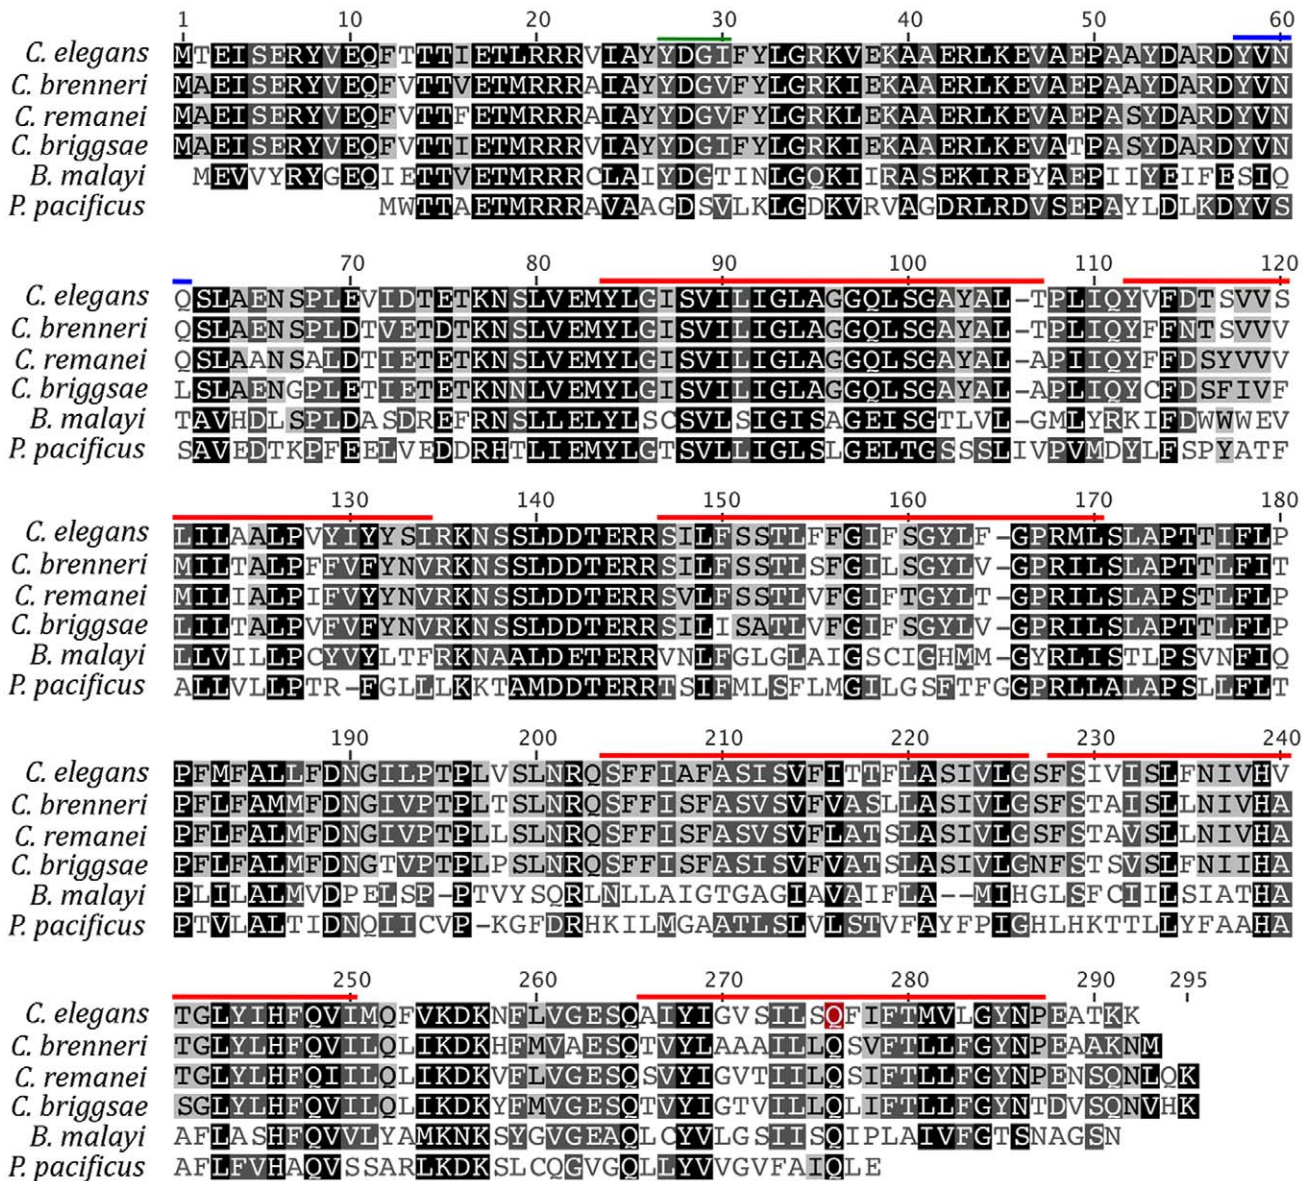 1 10 20 30 40 50 60
C. elegans MTEISERYVEQFTTTIETLRRRVIAYYDGIFYLGRKVEKAAERLKEVAEPAAYDARDYVN
C. brenneri MAEISERYVEQFVTTVETMRRRAIAYYDGVFYLGRKIEKAAERLKEVAEPAAYDARDYVN
C. remanei MAEISERYVEQFVTTFETMRRRAIAYYDGVFYLGRKLEKAAERLKEVAEPASYDARDYVN
C. briggsae MAEISERYVEQFVTTIETMRRRVIAYYDGIFYLGRKIEKAAERLKEVATPASYDARDYVN
B. malayi MEVVYRYGEQIETTVETMRRRCLAIYDGTINLGQKIIRASEKIREYAEPIIYEIFESIQ
P. pacificus MWTTAETMRRRAVAAGDSVLKLGDKVRVAGDRLRDVSEPAYLDLKDYVS
70 80 90 100 110 120
C. elegans QSLAENSPLEVIDTETKNSLVEMYLGISVILIGLAGGQLSGAYAL-TPLIQYVFDTSVVS
C. brenneri QSLAENSPLDTVETDTKNSLVEMYLGISVILIGLAGGQLSGAYAL-TPLIQYFFNTSVVV
C. remanei QSLAANSALDTIETETKNSLVEMYLGISVILIGLAGGQLSGAYAL-APIIQYFFDSYVVV
C. briggsae LSLAENGPLETIETETKNNLVEMYLGISVILIGLAGGQLSGAYAL-APLIQYCFDSFIVF
B. malayi TAVHDLSPLDASDREFRNSLLELYLSCSVLSIGISAGEISGTLVL-GMLYRKIFDWWWEV
P. pacificus SAVEDTKPFEELVEDDRHTLIEMYLGTSVLLIGLSLGELTGSSSLIVPVMDYLFSPYATF
130 140 150 160 170 180
C. elegans LILAALPVYIYYSIRKNSSLDDTERRSILFSSTLFFGIFSGYLF-GPRMLSLAPTTIFLP
C. brenneri MILTALPFFVFYNVRKNSSLDDTERRSILFSSTLSFGILSGYLV-GPRILSLAPTTLFIT
C. remanei MILIALPIFVYYNVRKNSSLDDTERRSVLFSSTLVFGIFTGYLT-GPRILSLAPSTLFLP
C. briggsae LILTALPVFVFYNVRKNSSLDDTERRSILISATLVFGIFSGYLV-GPRILSLAPTTLFLP
B. malayi LLVILLPCYVYLTFRKNAALDETERRVNLFGLGLAIGSCIGHMM-GYRLISTLPSVNFIQ
P. pacificus ALLVLLPTR-FGLLLKKTAMDDTERRTSIFMLSFLMGILGSFTFGGPRLLALAPSLLFLT
190 200 210 220 230 240
C. elegans PFMFALLFDNGILPTPLVSLNRQSFFIAFASISVFITTFLASIVLGSFSIVISLFNIVHV
C. brenneri PFLFAMMFDNGIVPTPLTSLNRQSFFISFASVSVFVASLLASIVLGSFSTAISLLNIVHA
C. remanei PFLFALMFDNGIVPTPLLSLNRQSFFISFASVSVFLATSLASIVLGSFSTAVSLLNIVHA
C. briggsae PFLFALMFDNGTVPTPLPSLNRQSFFISFASISVFVATSLASIVLGNFSTSVSLFNIIHA
B. malayi PLILALMVDPELSP-PTVYSQRLNLLAIGTGAGIAVAIFLA--MIHGLSFCIILSIATHA
P. pacificus PTVLALTIDNQIICVP-KGFDRHKILMGAATLSLVLSTVFAYFPIGHLHKTTLLYFAAHA
250 260 270 280 290 295
C. elegans TGLYIHFQVIMQFVKDKNFLVGESQAIYIGVSILSQFIFTMVLGYNPEATKK
C. brenneri TGLYLHFQVILQLIKDKHFMVAESQTVYLAAAILLQSVFTLLFGYNPEAAKNM
C. remanei TGLYLHFQIILQLIKDKVFLVGESQSVYIGVTIILQSIFTLLFGYNPENSQNLQK
C. briggsae SGLYLHFQVILQLIKDKYFMVGESQTVYIGTVILLQLIFTLLFGYNTDVSQNVHK
B. malayi AFLASHFQVVLYAMKNKSYGVGEAQLCYVLGSIISQIPLAIVFGTSNAGSN
P. pacificus AFLFVHAQVSSARLKDKSLCQGVGQLLYVVGVFAIQLE